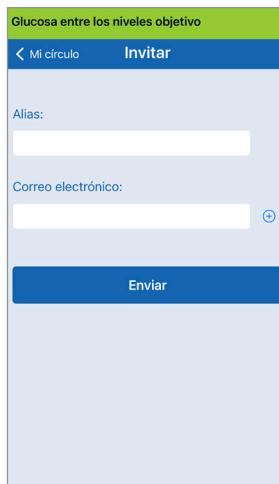 Glucosa entre los niveles objetivo
Mi círculo Invitar
Alias:
Correo electrónico:
Enviar